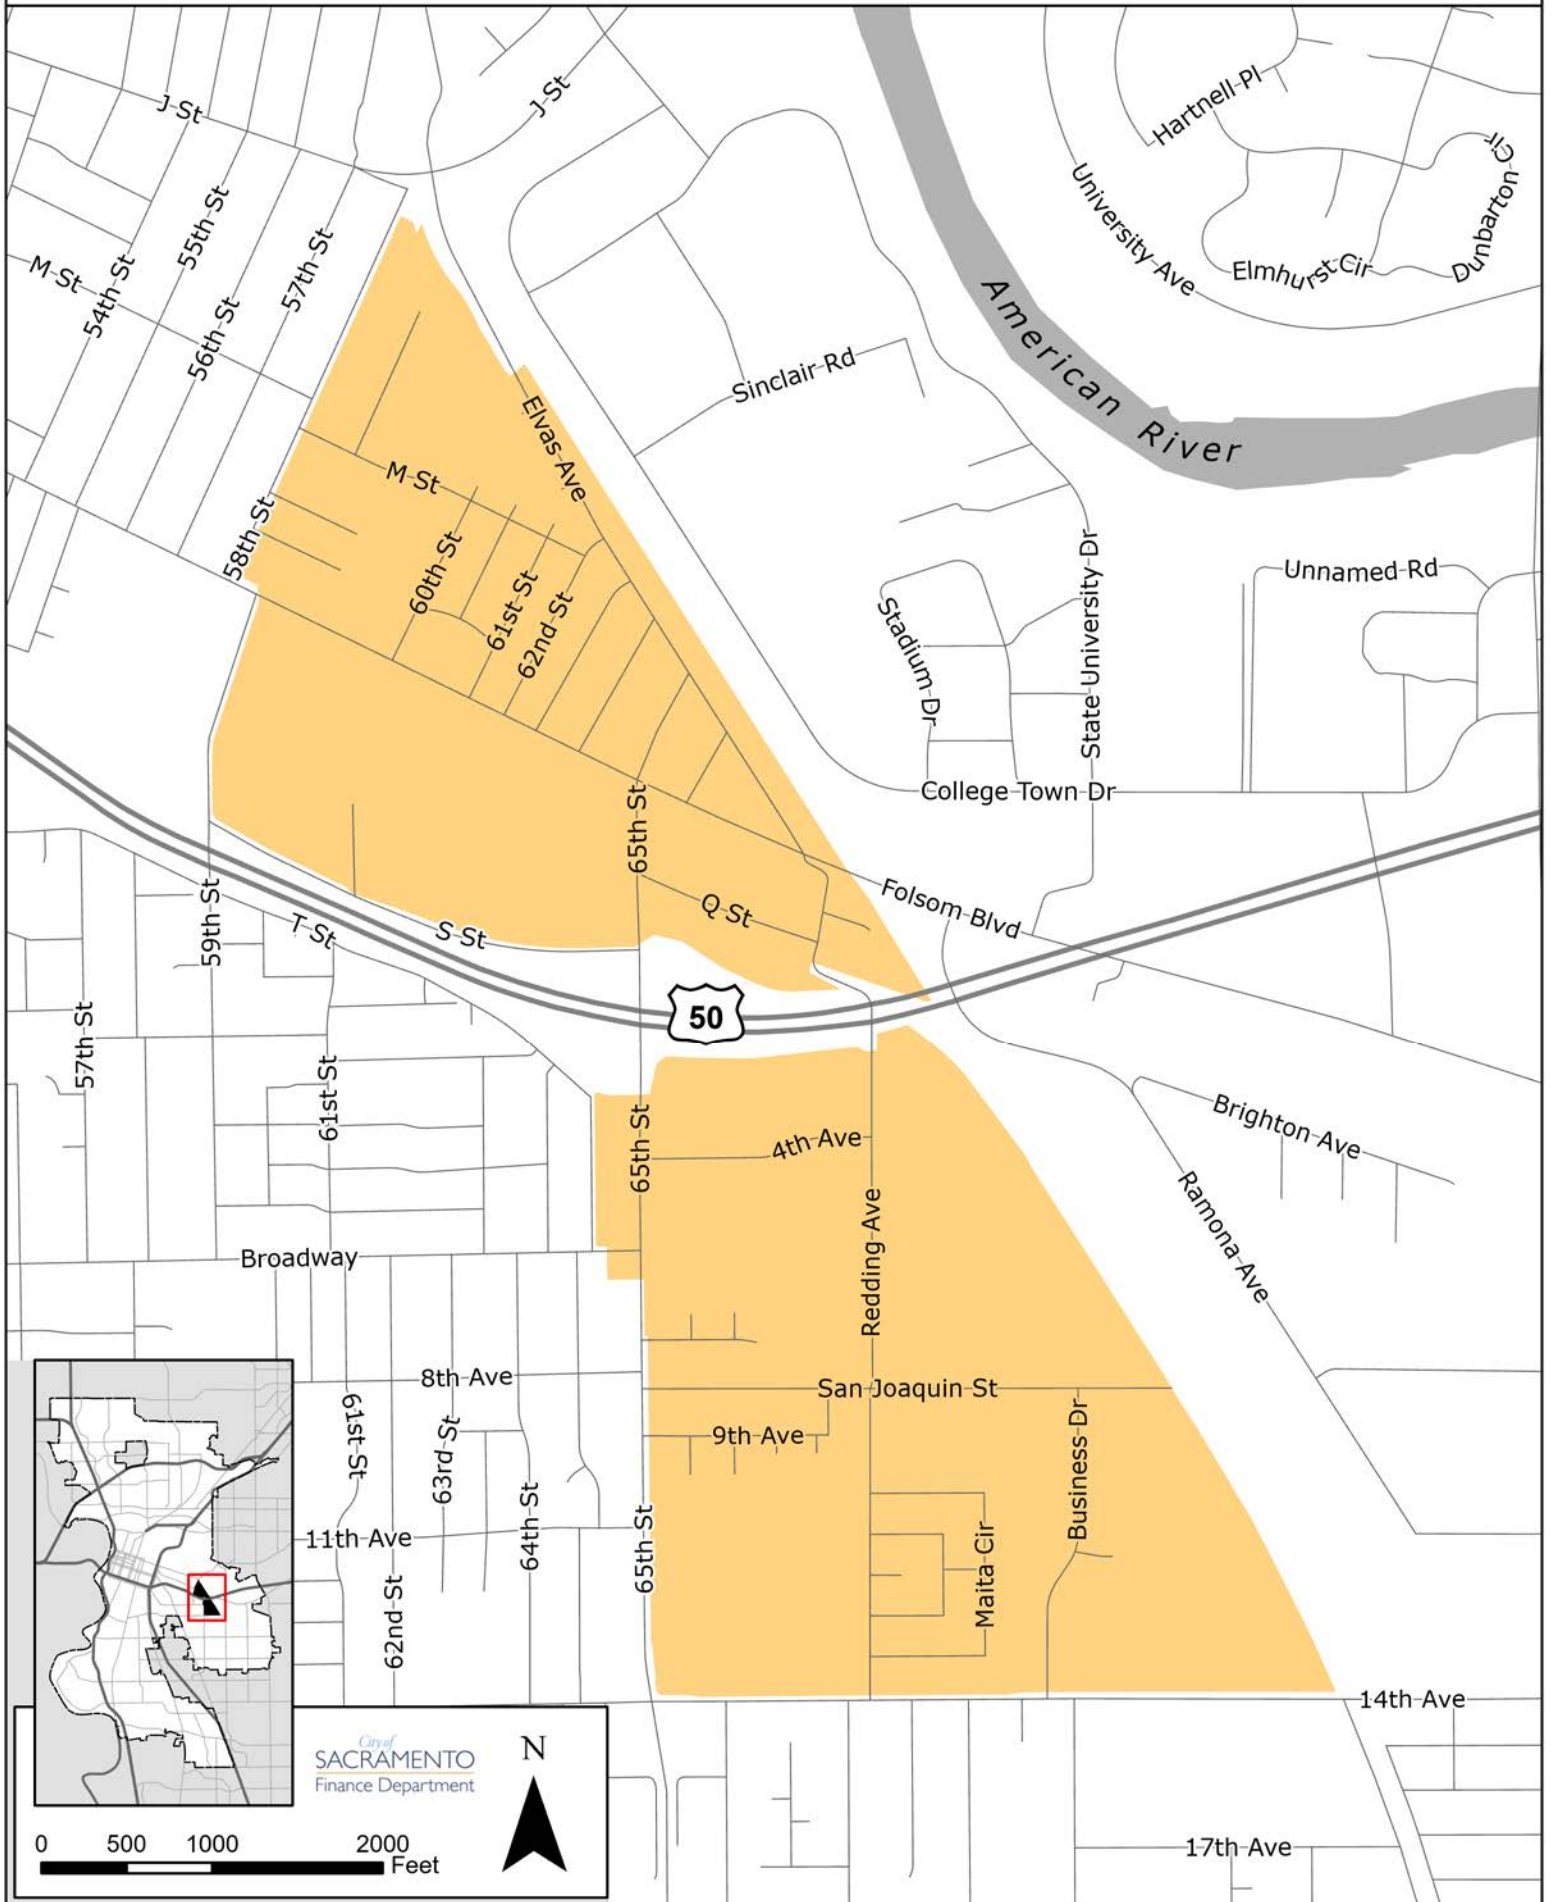 J St
J-St
Hartnell-Pl
Dunbarton-Cir
University-Ave
Elmhurst-Cir
M St
54th-St
55th-St
56th-St
57th-St
American River
Sinclair Rd
Elvas Ave
M St
58th-St
60th-St
61st St
62nd St
Stadium-Dr
State University-Dr
Unnamed-Rd
College Town-Dr
65th-St
Q St
Folsom-Blvd
59th-St
T St
S St
50
57th-St
61st St
65th-St
4th-Ave
Brighton-Ave
Redding-Ave
Ramona-Ave
Broadway
8th-Ave
San Joaquin St
61st-St
63rd-St
9th-Ave
Business-Dr
11th-Ave
64th-St
65th-St
Maita-Cir
62nd-St
14th-Ave
City of
SACRAMENTO
Finance Department
N
0 500 1000 2000
Feet
17th-Ave